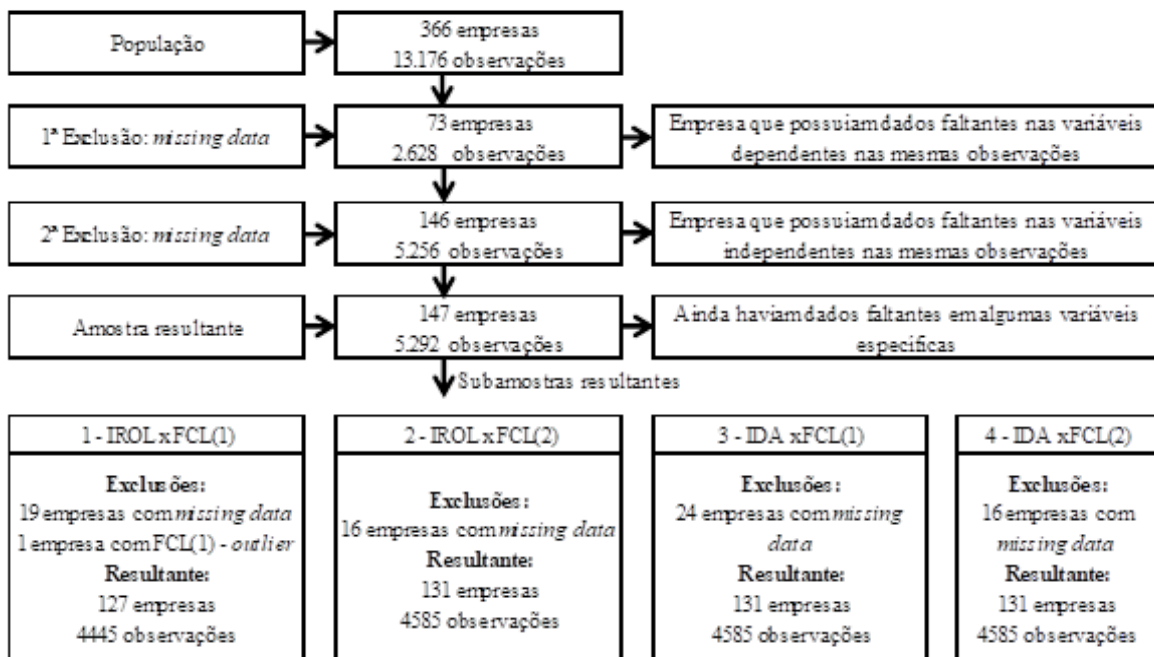 População
366 empresas
13.176 observações
1ª Exclusão: missing data
73 empresas
2.628 observações
Empresa que possuiam dados faltantes nas variáveis
dependentes nas mesmas observações
2ª Exclusão: missing data
146 empresas
5.256 observações
Empresa que possuiam dados faltantes nas variáveis
independentes nas mesmas observações
Amostra resultante
147 empresas
5.292 observações
Ainda haviam dados faltantes em algumas variáveis
especificas
Subamostras resultantes
1 - IROL x FCL(1)
Exclusões:
19 empresas com missing data
1 empresa com FCL(1) - outlier
Resultante:
127 empresas
4445 observações
2 - IROL x FCL(2)
Exclusões:
16 empresas com missing data
Resultante:
131 empresas
4585 observações
3 - IDA x FCL(1)
Exclusões:
24 empresas com missing
data
Resultante:
131 empresas
4585 observações
4 - IDA x FCL(2)
Exclusões:
16 empresas com
missing data
Resultante:
131 empresas
4585 observações